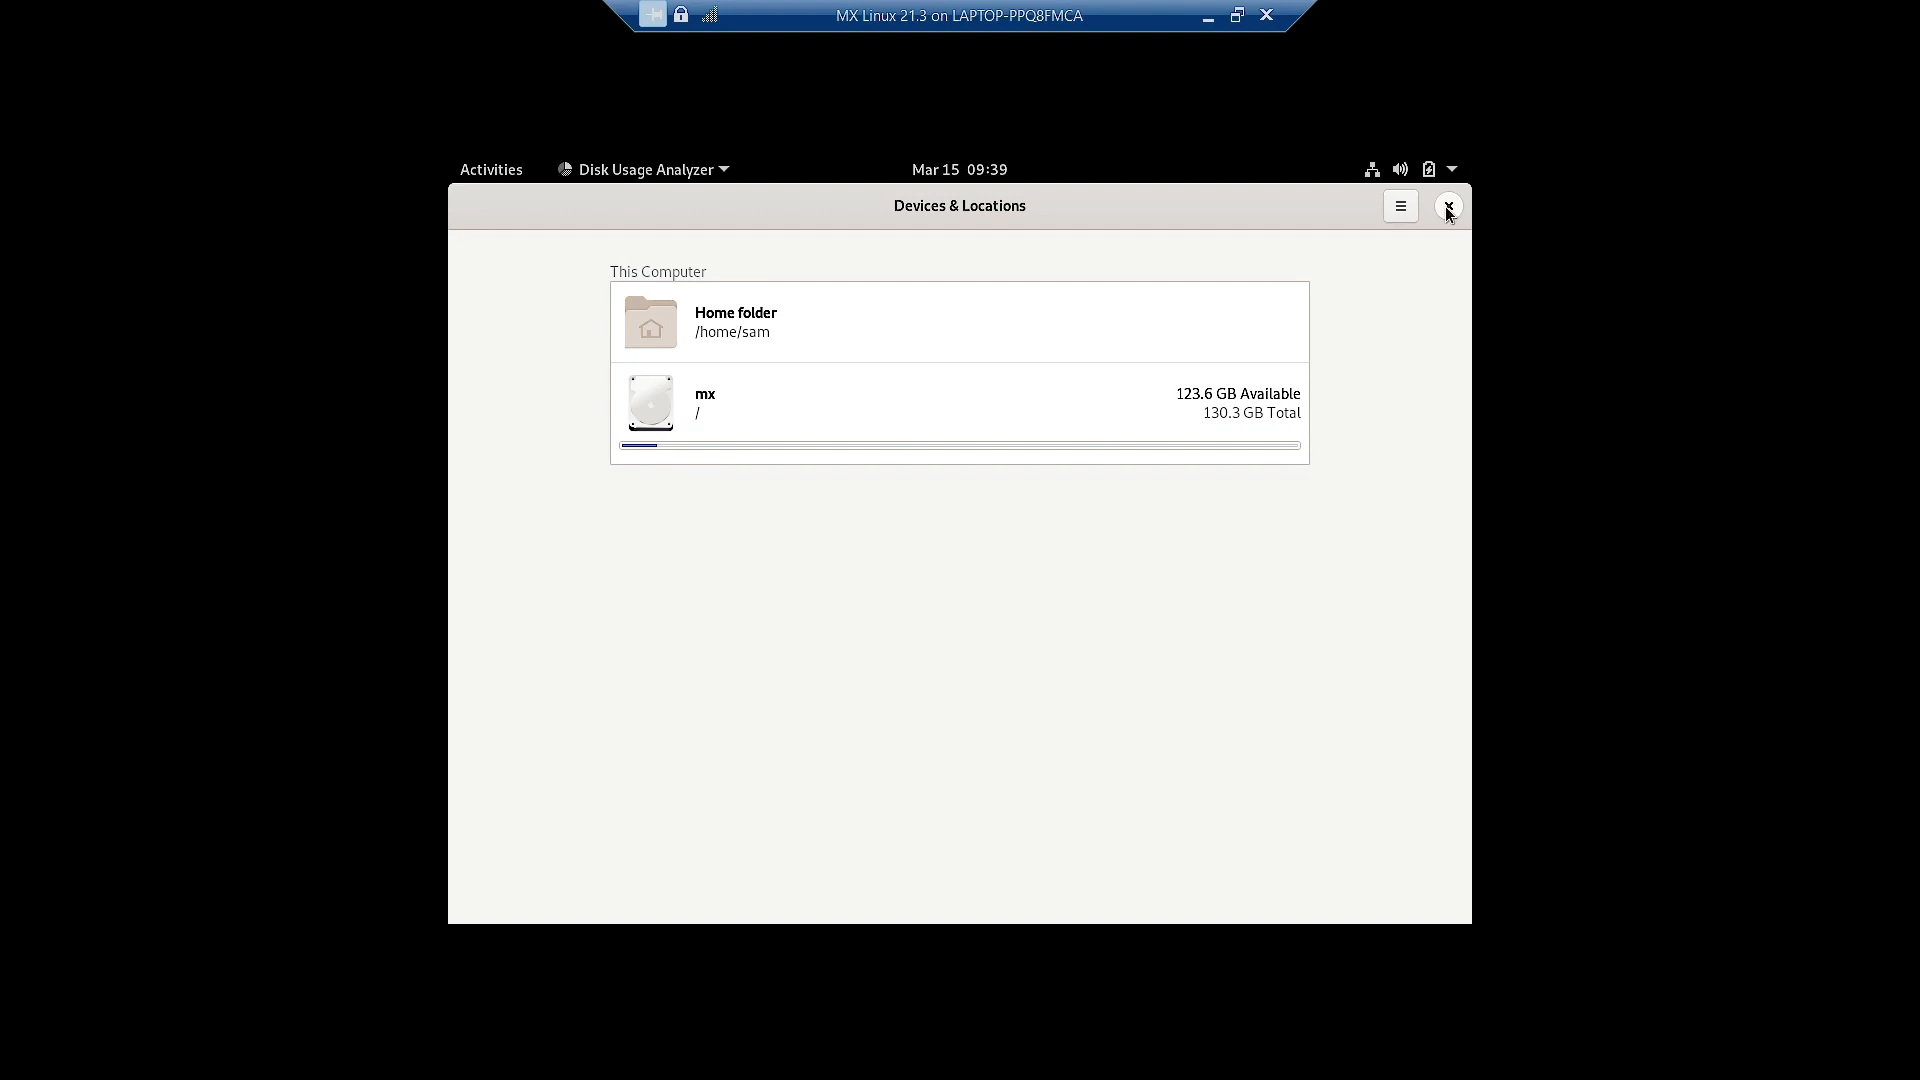 MX Linux 21.3 on LAPTOP-PPQ8FMCA
Activities
Disk Usage Analyzer
Mar 15 09:39
Devices & Locations
This Computer
Home folder
/home/sam
mx
123.6 GB Available
/
130.3 GB Total